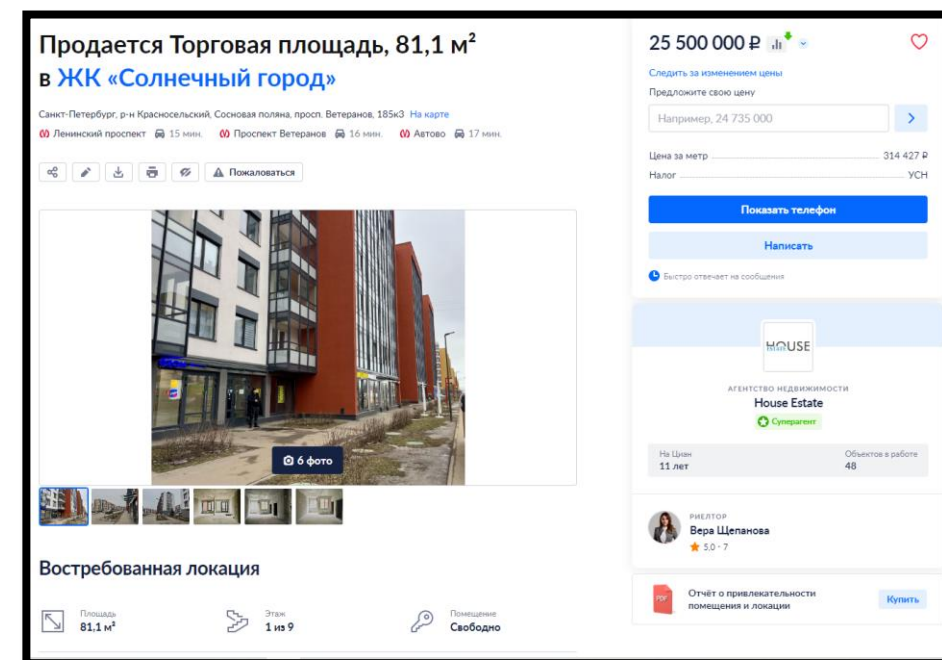 Продается Торговая площадь, 81,1 м²
в ЖК «Солнечный город»
Санкт-Петербург, р-н Красносельский, Сосновая поляна, просп. Ветеранов, 185к3 На карте
Ленинский проспект 15 мин. Проспект Ветеранов 16 мин. Автово 17 мин.
Пожаловаться
6 фото
Востребованная локация
Площадь
81,1 м²
Этаж
1 из 9
Помещение
Свободно
25 500 000 ₽
Следить за изменением цены
Предложите свою цену
Например, 24 735 000
Цена за метр 314 427 ₽
Налог УСН
Показать телефон
Написать
Быстро отвечает на сообщения
HOUSE
ESTATE
АГЕНТСТВО НЕДВИЖИМОСТИ
House Estate
Суперагент
На Циан
11 лет
Объектов в работе
48
РИЕЛТОР
Вера Щепанова
5,0 · 7
PDF
Отчёт о привлекательности
помещения и локации
Купить